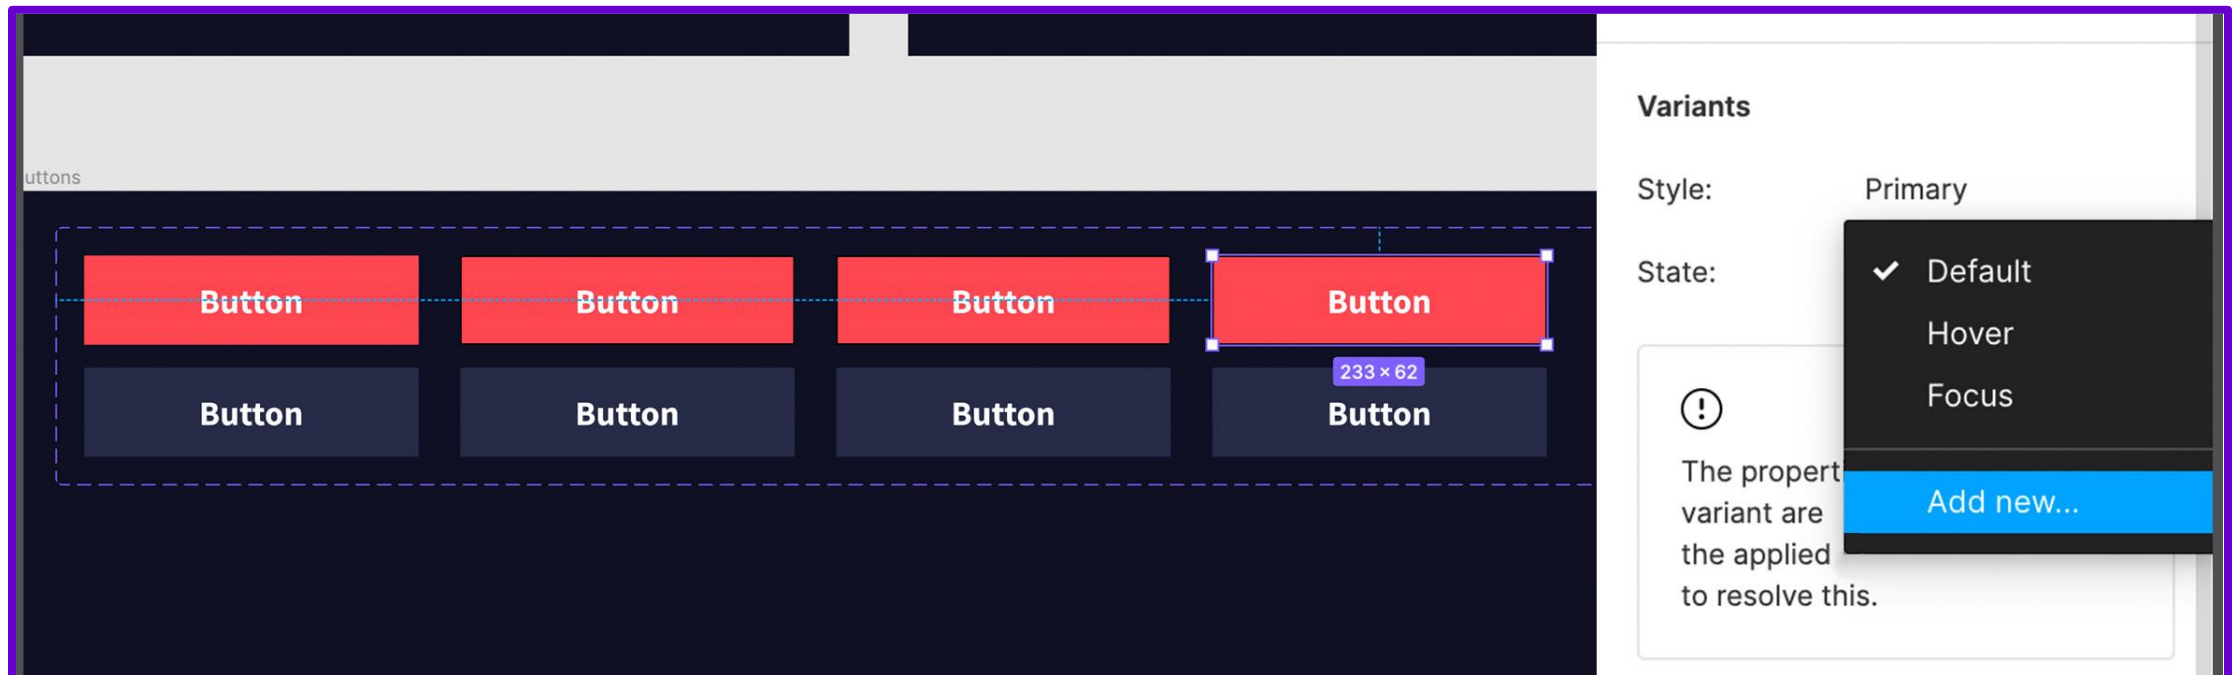 Variants
uttons
Style: Primary
State:
Default
Hover
Focus
Add new...
Button Button Button Button
233 × 62
Button Button Button Button
The propert
variant are
the applied
to resolve this.